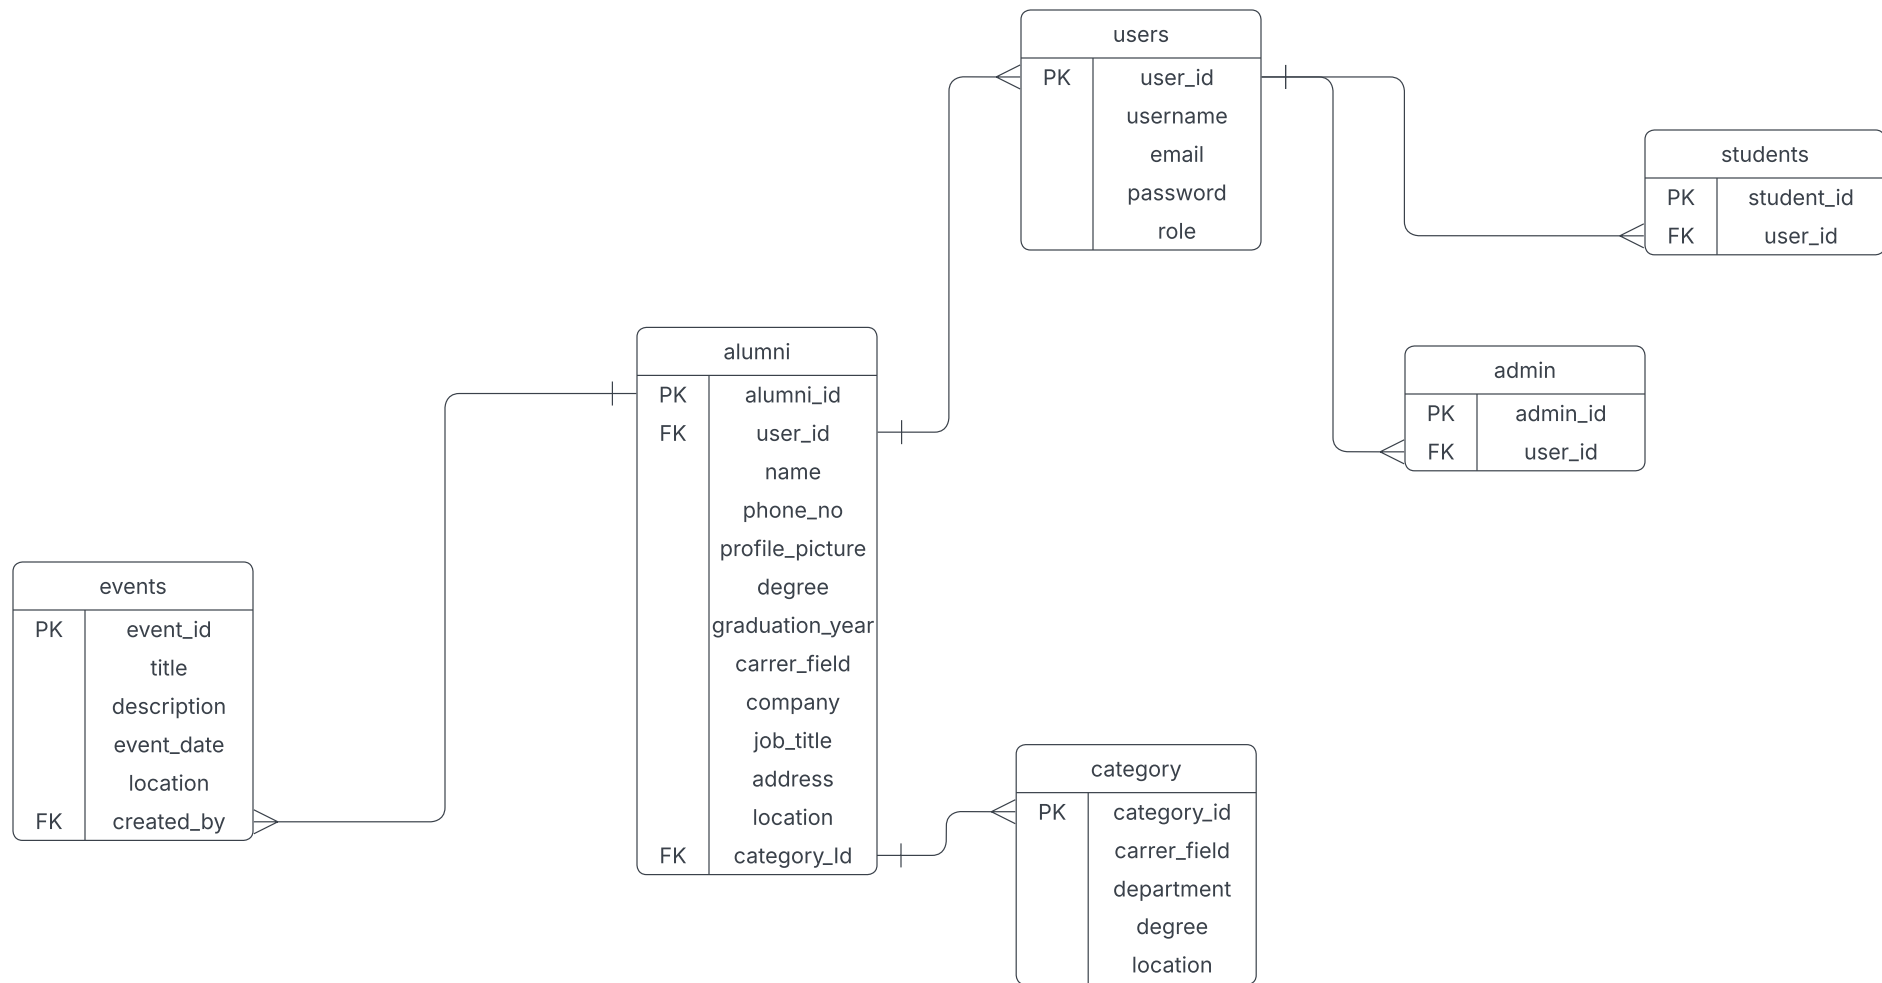 users
PK user_id
username
email
password
role
students
PK student_id
FK user_id
alumni
PK alumni_id
FK user_id
name
phone_no
profile_picture
degree
graduation_year
carrer_field
company
job_title
address
location
FK category_Id
admin
PK admin_id
FK user_id
events
PK event_id
title
description
event_date
location
FK created_by
category
PK category_id
carrer_field
department
degree
location